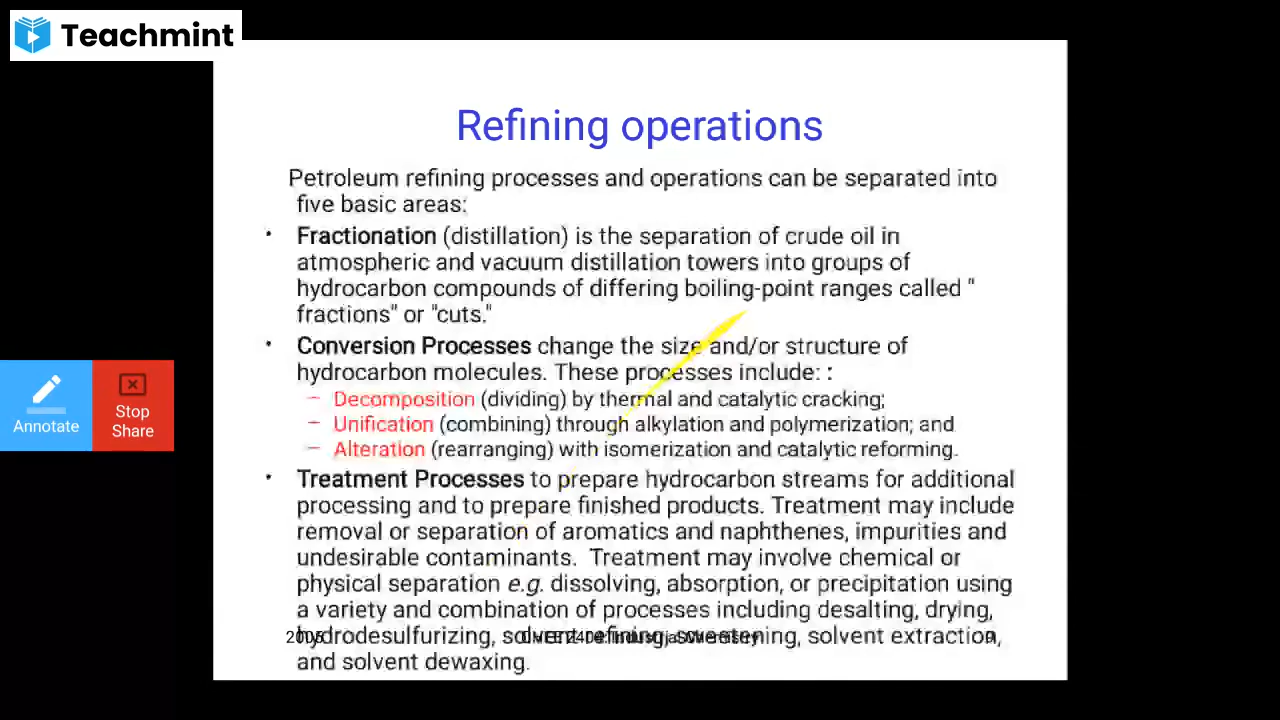 Teachmint
Refining operations
Petroleum refining processes and operations can be separated into
five basic areas:
• Fractionation (distillation) is the separation of crude oil in
atmospheric and vacuum distillation towers into groups of
hydrocarbon compounds of differing boiling-point ranges called "
fractions" or "cuts."
• Conversion Processes change the size and/or structure of
hydrocarbon molecules. These processes include: :
– Decomposition (dividing) by thermal and catalytic cracking;
– Unification (combining) through alkylation and polymerization; and
– Alteration (rearranging) with isomerization and catalytic reforming.
• Treatment Processes to prepare hydrocarbon streams for additional
processing and to prepare finished products. Treatment may include
removal or separation of aromatics and naphthenes, impurities and
undesirable contaminants. Treatment may involve chemical or
physical separation e.g. dissolving, absorption, or precipitation using
a variety and combination of processes including desalting, drying,
hydrodesulfurizing, solvent refining, sweetening, solvent extraction,
and solvent dewaxing.
Industrial Chemistry
Annotate
Stop
Share